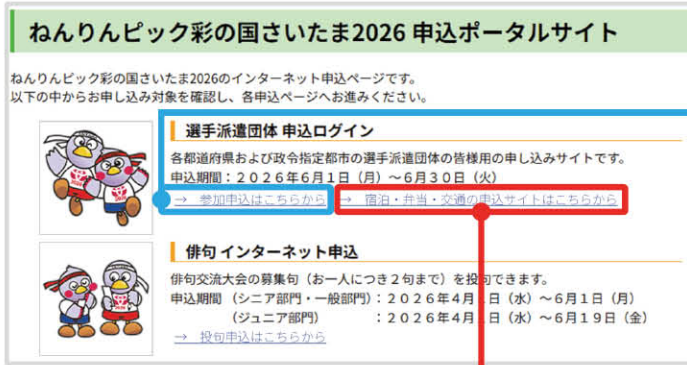 ねんりんピック彩の国さいたま2026 申込ポータルサイト
ねんりんピック彩の国さいたま2026のインターネット申込ページです。
以下の中からお申し込み対象を確認し、各申込ページへお進みください。
選手派遣団体 申込ログイン
各都道府県および政令指定都市の選手派遣団体の皆様用の申し込みサイトです。
申込期間：２０２６年６月１日（月）～６月３０日（火）
→ 参加申込はこちらから → 宿泊・弁当・交通の申込サイトはこちらから
俳句 インターネット申込
俳句交流大会の募集句（お一人につき２句まで）を投句できます。
申込期間 （シニア部門・一般部門）：２０２６年４月 日（水）～６月１日（月）
（ジュニア部門） ：２０２６年４月 日（水）～６月１９日（金）
→ 投句申込はこちらから